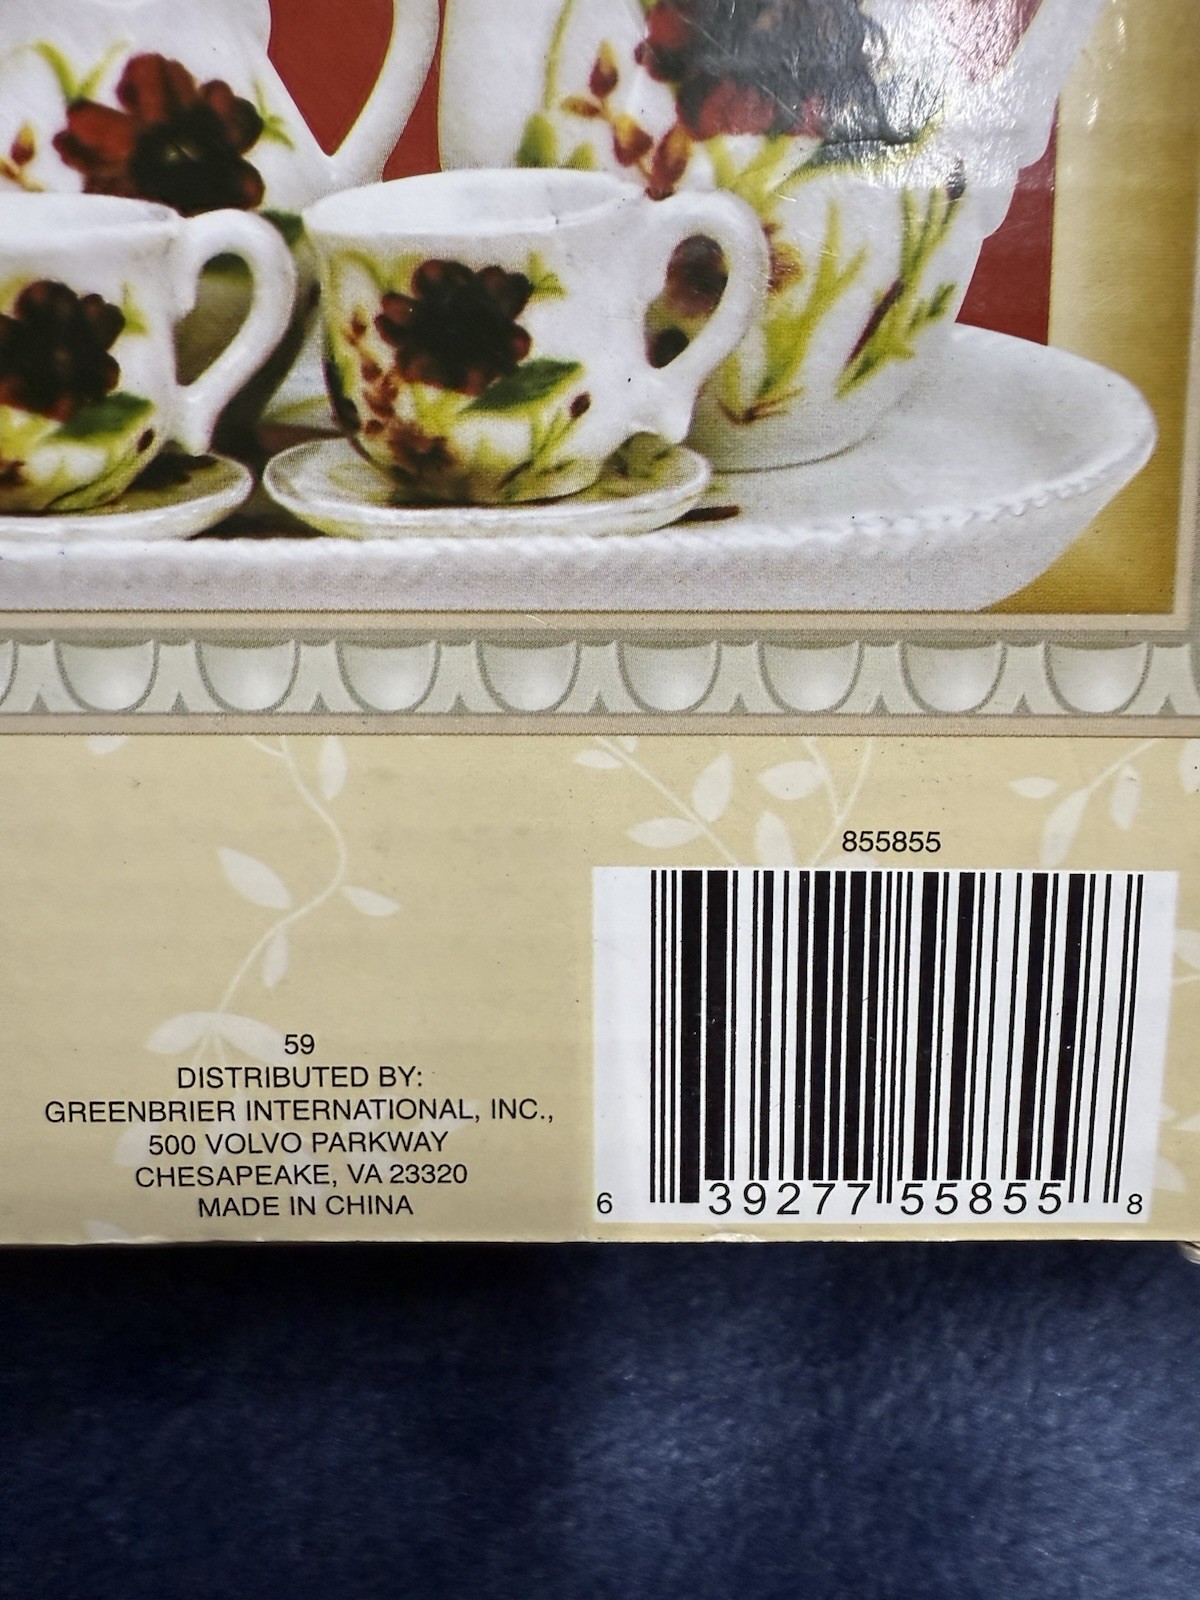 855855
59
DISTRIBUTED BY:
GREENBRIER INTERNATIONAL, INC.,
500 VOLVO PARKWAY
CHESAPEAKE, VA 23320
MADE IN CHINA
6 39277 55855 8